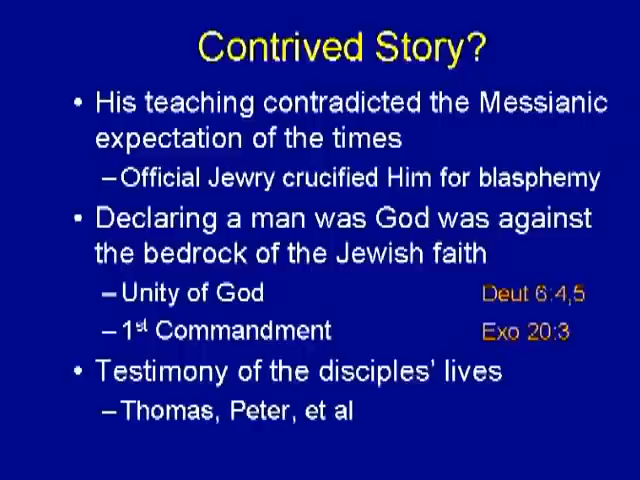 Contrived Story?
• His teaching contradicted the Messianic
expectation of the times
–Official Jewry crucified Him for blasphemy
• Declaring a man was God was against
the bedrock of the Jewish faith
–Unity of God Deut 6:4,5
–1st Commandment Exo 20:3
• Testimony of the disciples' lives
–Thomas, Peter, et al